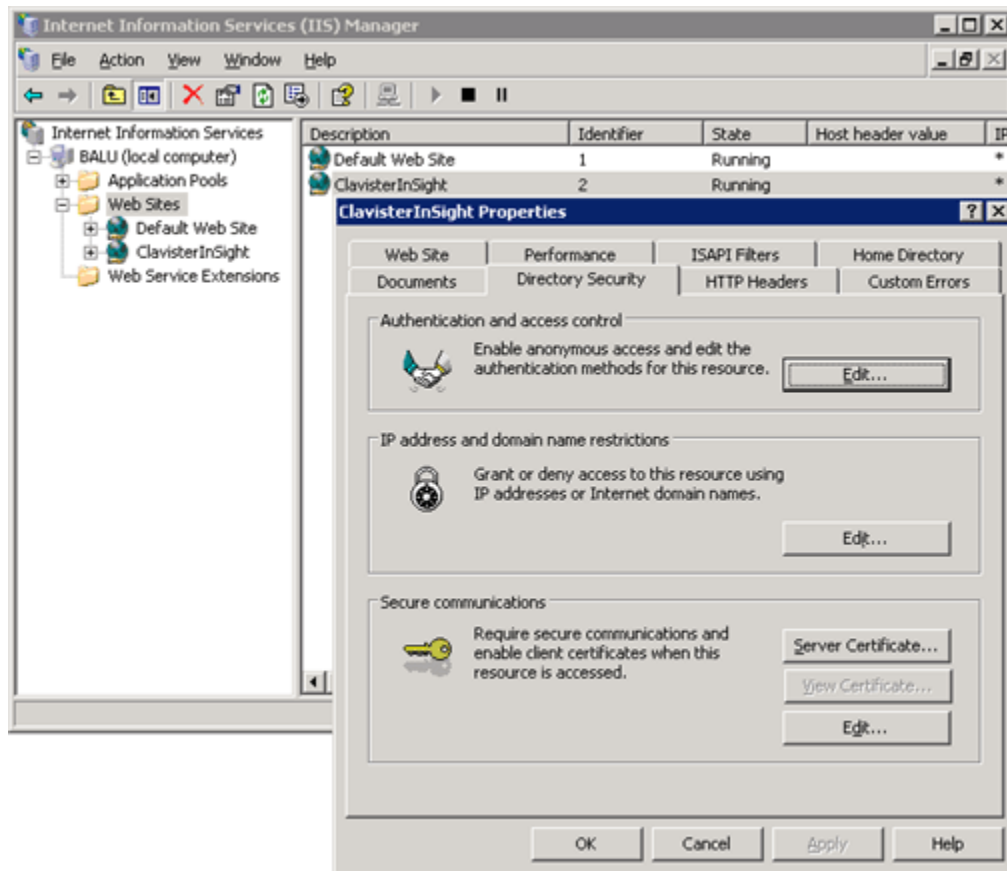 Internet Information Services (IIS) Manager
File Action View Window Help
Internet Information Services
BALU (local computer)
Application Pools
Web Sites
Default Web Site
ClavisterInSight
Web Service Extensions
Description Identifier State Host header value IP
Default Web Site 1 Running *
ClavisterInSight 2 Running *
ClavisterInSight Properties
Web Site Performance ISAPI Filters Home Directory
Documents Directory Security HTTP Headers Custom Errors
Authentication and access control
Enable anonymous access and edit the
authentication methods for this resource.
Edit...
IP address and domain name restrictions
Grant or deny access to this resource using
IP addresses or Internet domain names.
Edit...
Secure communications
Require secure communications and
enable client certificates when this
resource is accessed.
Server Certificate...
View Certificate...
Edit...
OK Cancel Apply Help